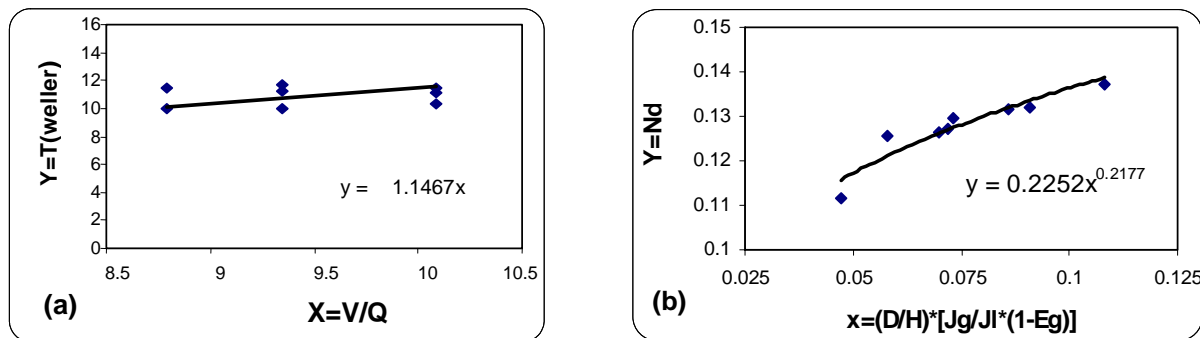 Y=T(weller)
16
14
12
10
8
6
4
2
0
y = 1.1467x
8.5 9 9.5 10 10.5
(a)
X=V/Q
Y=Nd
0.15
0.14
0.13
0.12
0.11
0.1
y = 0.2252x^0.2177
0.025 0.05 0.075 0.1 0.125
(b)
x=(D/H)*[Jg/Jl*(1-Eg)]